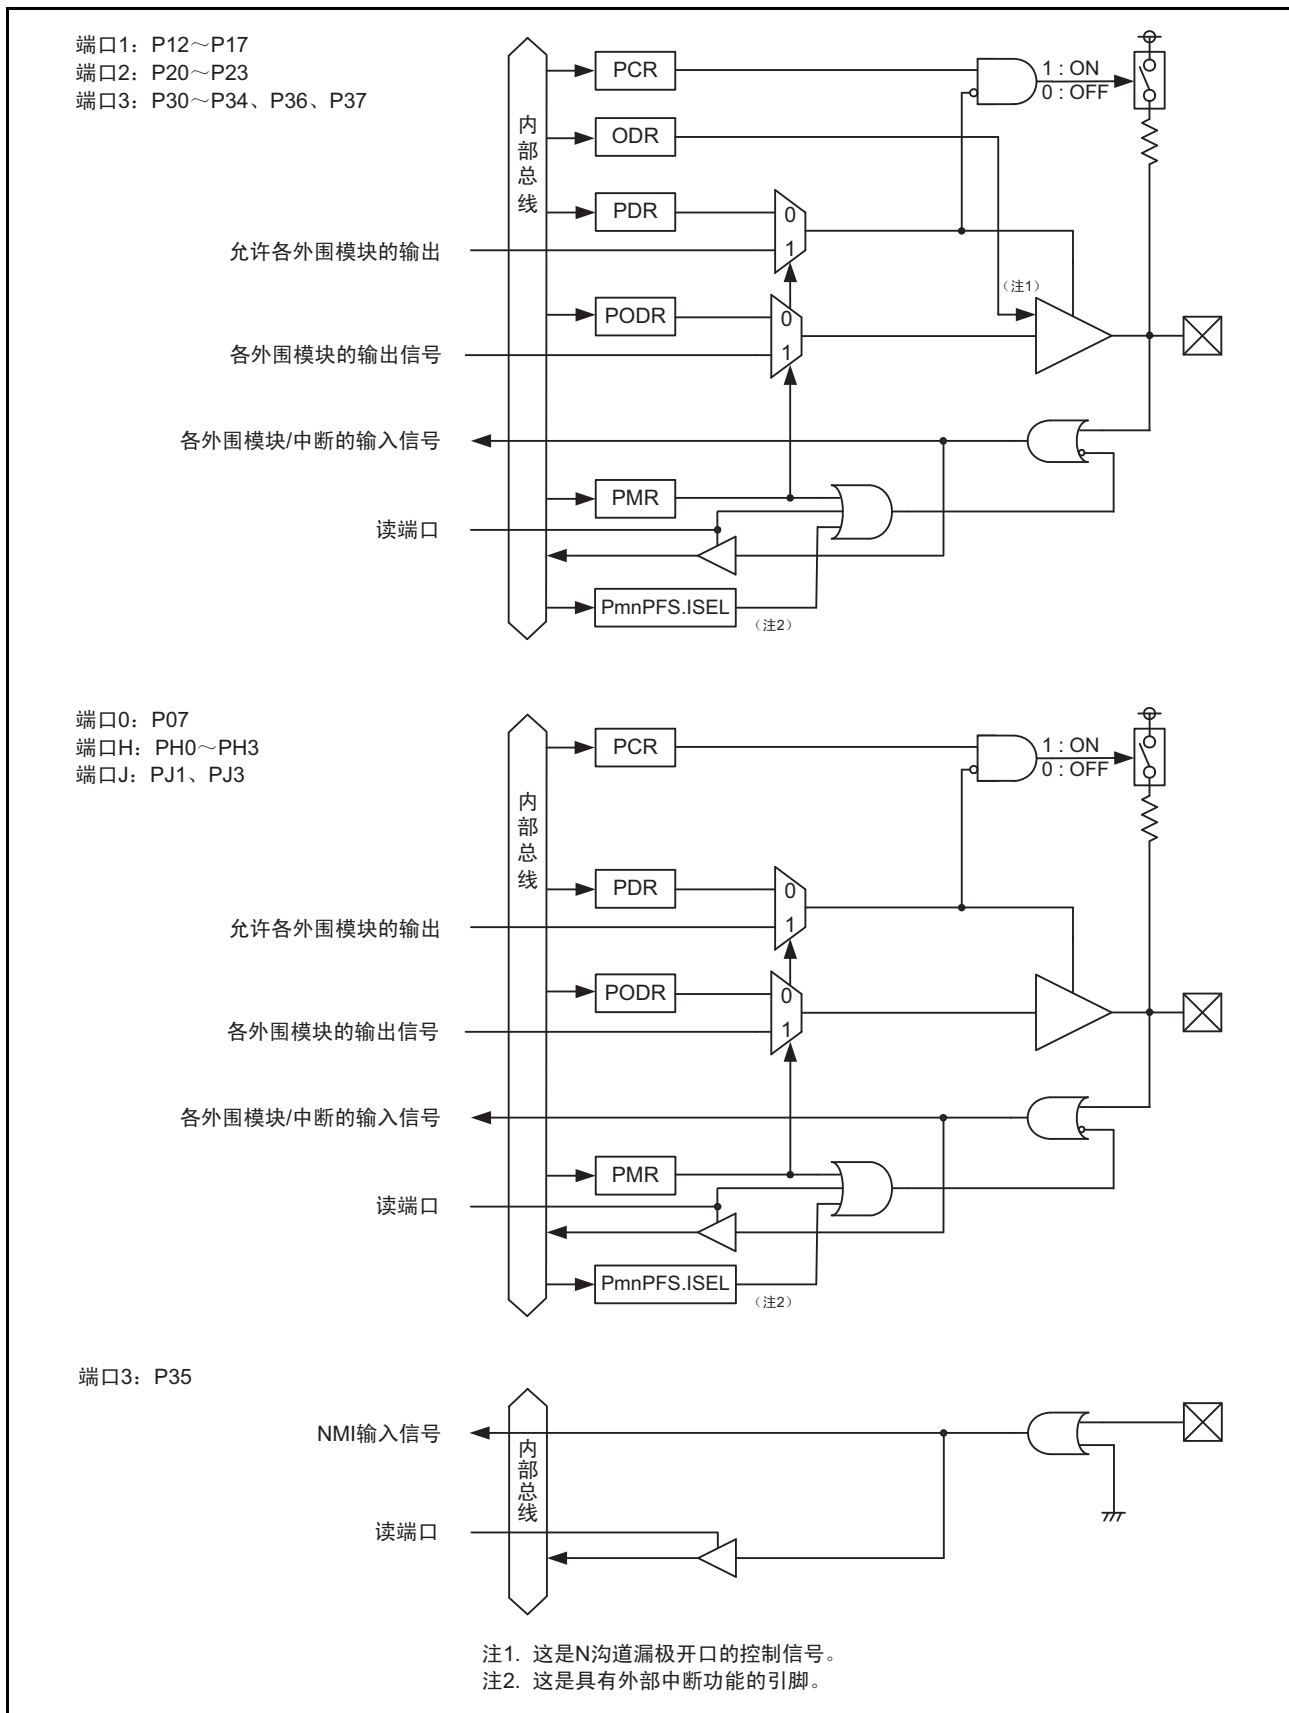 端口1：P12～P17
端口2：P20～P23
端口3：P30～P34、P36、P37
内部总线
PCR
1 : ON
0 : OFF
ODR
PDR
0
1
允许各外围模块的输出
（注1）
PODR
0
1
各外围模块的输出信号
各外围模块/中断的输入信号
PMR
读端口
PmnPFS.ISEL
（注2）
端口0：P07
端口H：PH0～PH3
端口J：PJ1、PJ3
内部总线
PCR
1 : ON
0 : OFF
PDR
0
1
允许各外围模块的输出
PODR
0
1
各外围模块的输出信号
各外围模块/中断的输入信号
PMR
读端口
PmnPFS.ISEL
（注2）
端口3：P35
NMI输入信号
内部总线
读端口
注1. 这是N沟道漏极开口的控制信号。
注2. 这是具有外部中断功能的引脚。